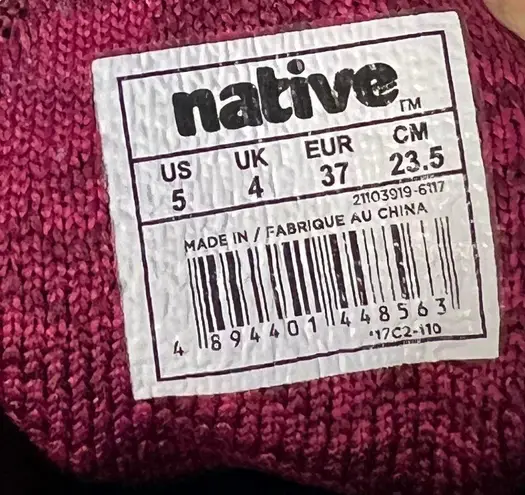 native™
US UK EUR CM
5 4 37 23.5
21103919-6117
MADE IN / FABRIQUE AU CHINA
4 894401 448563
*17C2-i10